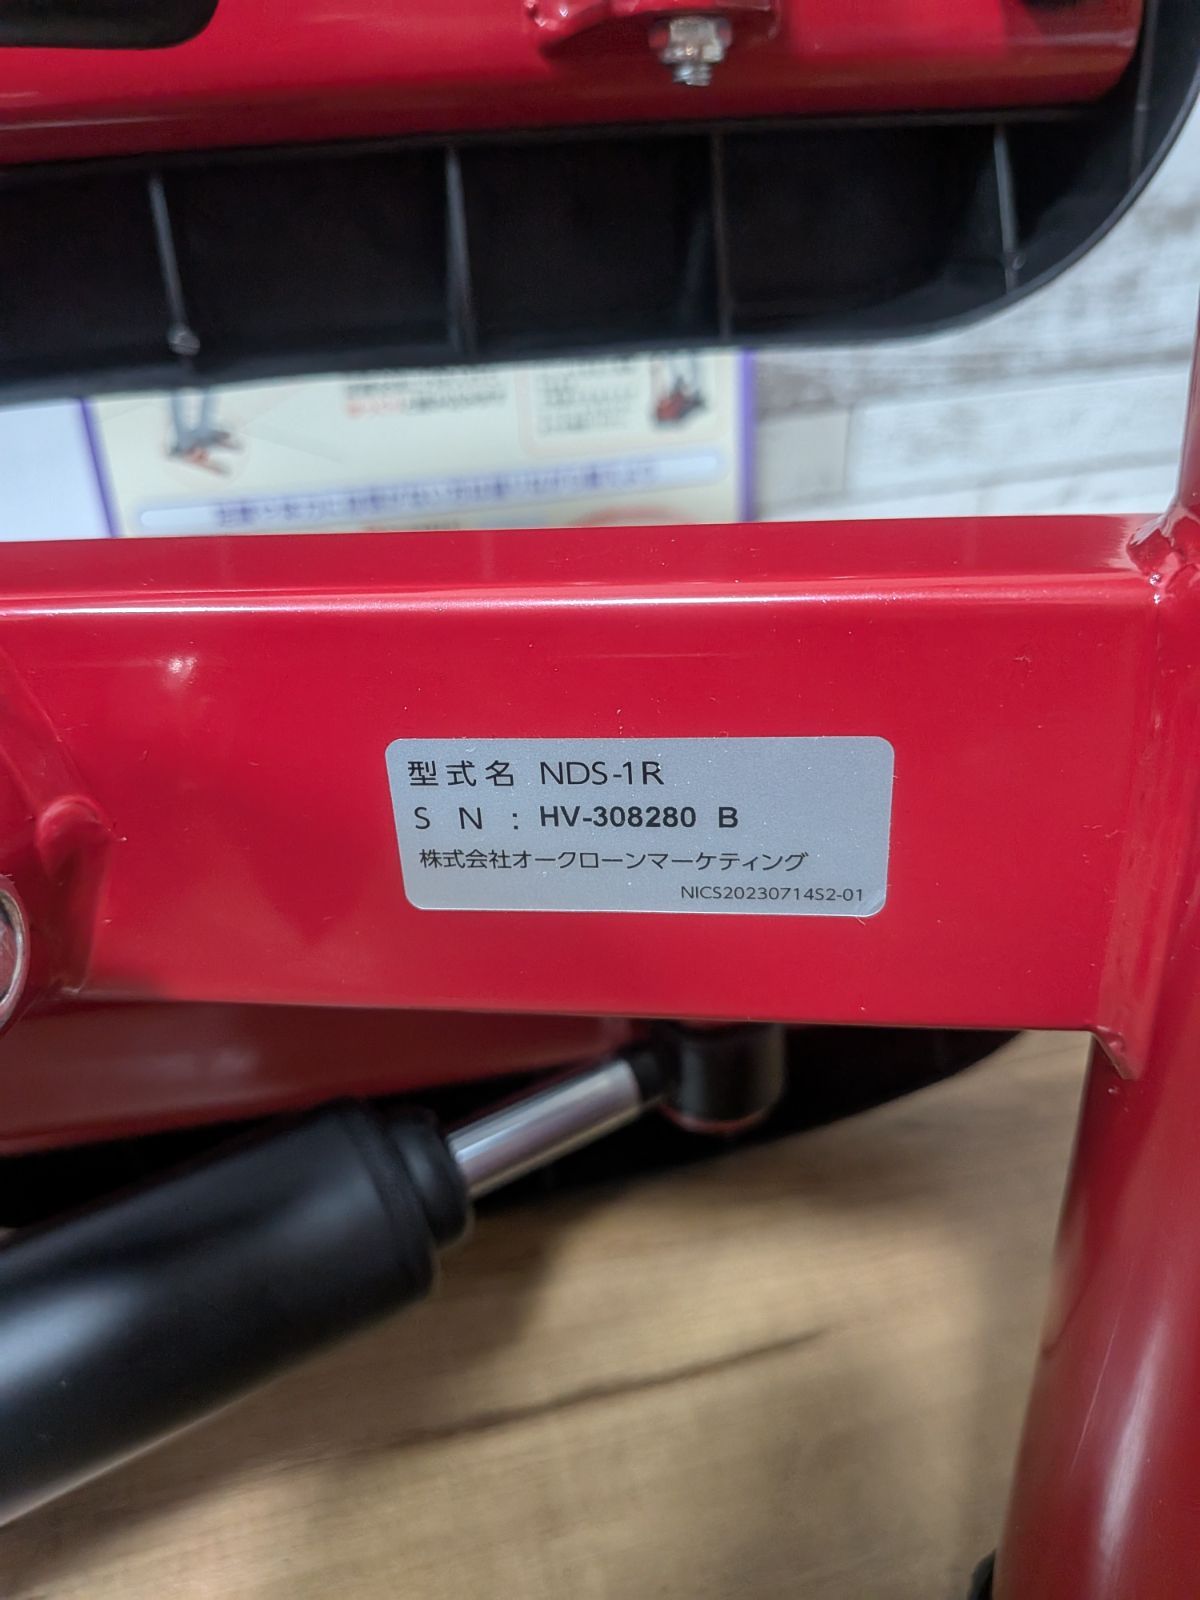 型式名 NDS-1R
S N : HV-308280 B
株式会社オークローンマーケティング
NICS20230714S2-01